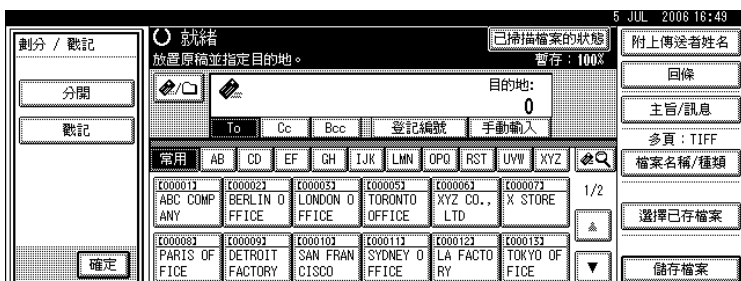 5 JUL 2006 16:49
劃分 / 戳記
分開
戳記
確定
就緒
已掃描檔案的狀態
放置原稿並指定目的地。
暫存：100%
目的地:
0
To Cc Bcc 登記編號 手動輸入
常用 AB CD EF GH IJK LMN OPQ RST UVW XYZ
[00001] [00002] [00003] [00005] [00006] [00007]
ABC COMP BERLIN O LONDON O TORONTO XYZ CO., X STORE
ANY FFICE FFICE OFFICE LTD
1/2
[00008] [00009] [00010] [00011] [00012] [00013]
PARIS OF DETROIT SAN FRAN SYDNEY O LA FACTO TOKYO OF
FICE FACTORY CISCO FFICE RY FICE
附上傳送者姓名
回條
主旨/訊息
多頁：TIFF
檔案名稱/種類
選擇已存檔案
儲存檔案